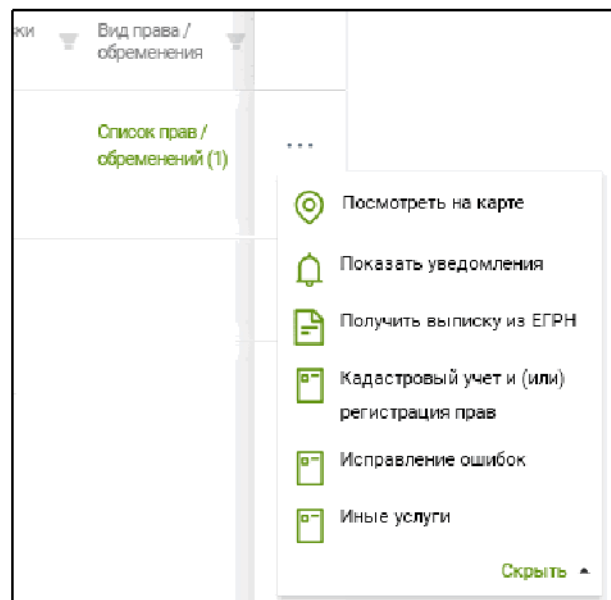 Вид права /
обременения
Список прав /
обременений (1)
...
Посмотреть на карте
Показать уведомления
Получить выписку из ЕГРН
Кадастровый учет и (или)
регистрация прав
Исправление ошибок
Иные услуги
Скрыть